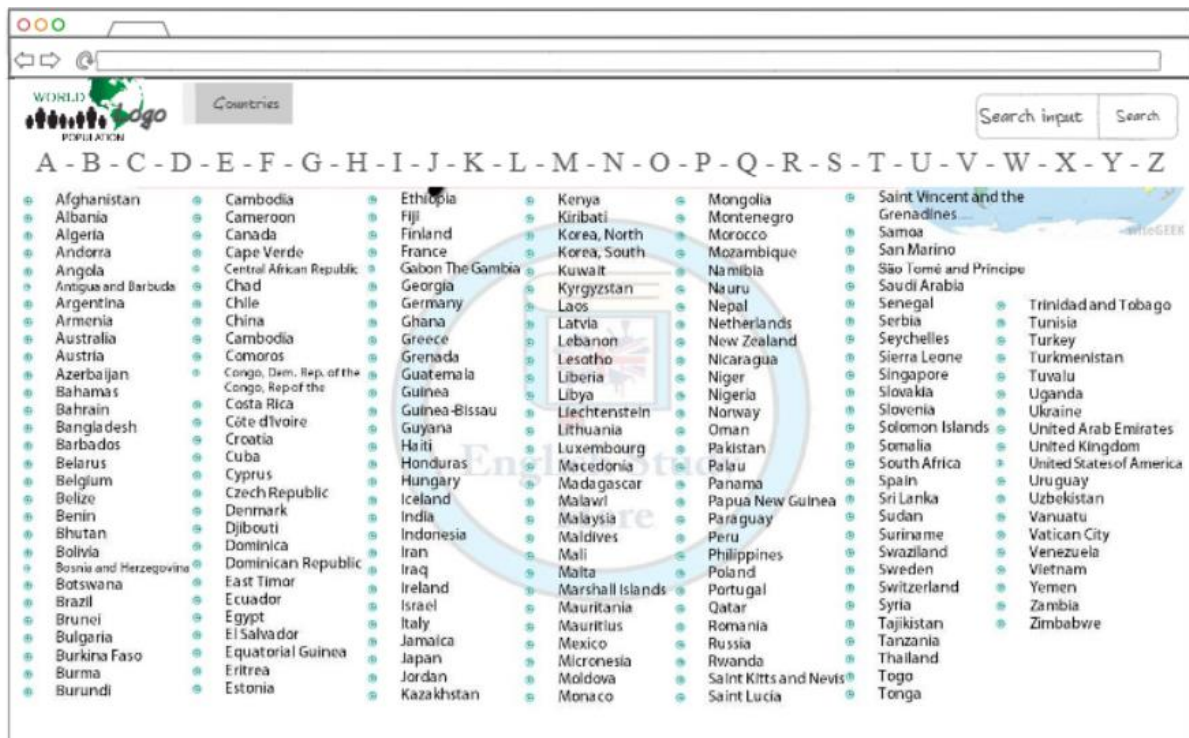 WORLD
Logo
POPULATION
Countries
Search input
Search
A - B - C - D - E - F - G - H - I - J - K - L - M - N - O - P - Q - R - S - T - U - V - W - X - Y - Z
Afghanistan
Albania
Algeria
Andorra
Angola
Antigua and Barbuda
Argentina
Armenia
Australia
Austria
Azerbaijan
Bahamas
Bahrain
Bangladesh
Barbados
Belarus
Belgium
Belize
Benin
Bhutan
Bolivia
Bosnia and Herzegovina
Botswana
Brazil
Brunei
Bulgaria
Burkina Faso
Burma
Burundi
Cambodia
Cameroon
Canada
Cape Verde
Central African Republic
Chad
Chile
China
Cambodia
Comoros
Congo, Dem. Rep. of the
Congo, Rep of the
Costa Rica
Côte d'Ivoire
Croatia
Cuba
Cyprus
Czech Republic
Denmark
Djibouti
Dominica
Dominican Republic
East Timor
Ecuador
Egypt
El Salvador
Equatorial Guinea
Eritrea
Estonia
Ethiopia
Fiji
Finland
France
Gabon The Gambia
Georgia
Germany
Ghana
Greece
Grenada
Guatemala
Guinea
Guinea-Bissau
Guyana
Haiti
Honduras
Hungary
Iceland
India
Indonesia
Iran
Iraq
Ireland
Israel
Italy
Jamaica
Japan
Jordan
Kazakhstan
Kenya
Kiribati
Korea, North
Korea, South
Kuwait
Kyrgyzstan
Laos
Latvia
Lebanon
Lesotho
Liberia
Libya
Liechtenstein
Lithuania
Luxembourg
Macedonia
Madagascar
Malawi
Malaysia
Maldives
Mali
Malta
Marshall Islands
Mauritania
Mauritius
Mexico
Micronesia
Moldova
Monaco
Mongolia
Montenegro
Morocco
Mozambique
Namibia
Nauru
Nepal
Netherlands
New Zealand
Nicaragua
Niger
Nigeria
Norway
Oman
Pakistan
Palau
Panama
Papua New Guinea
Paraguay
Peru
Philippines
Poland
Portugal
Qatar
Romania
Russia
Rwanda
Saint Kitts and Nevis
Saint Lucia
Saint Vincent and the
Grenadines
Samoa
San Marino
São Tomé and Príncipe
Saudi Arabia
Senegal
Serbia
Seychelles
Sierra Leone
Singapore
Slovakia
Slovenia
Solomon Islands
Somalia
South Africa
Spain
Sri Lanka
Sudan
Suriname
Swaziland
Sweden
Switzerland
Syria
Tajikistan
Tanzania
Thailand
Togo
Tonga
Trinidad and Tobago
Tunisia
Turkey
Turkmenistan
Tuvalu
Uganda
Ukraine
United Arab Emirates
United Kingdom
United States of America
Uruguay
Uzbekistan
Vanuatu
Vatican City
Venezuela
Vietnam
Yemen
Zambia
Zimbabwe
wiseGEEK